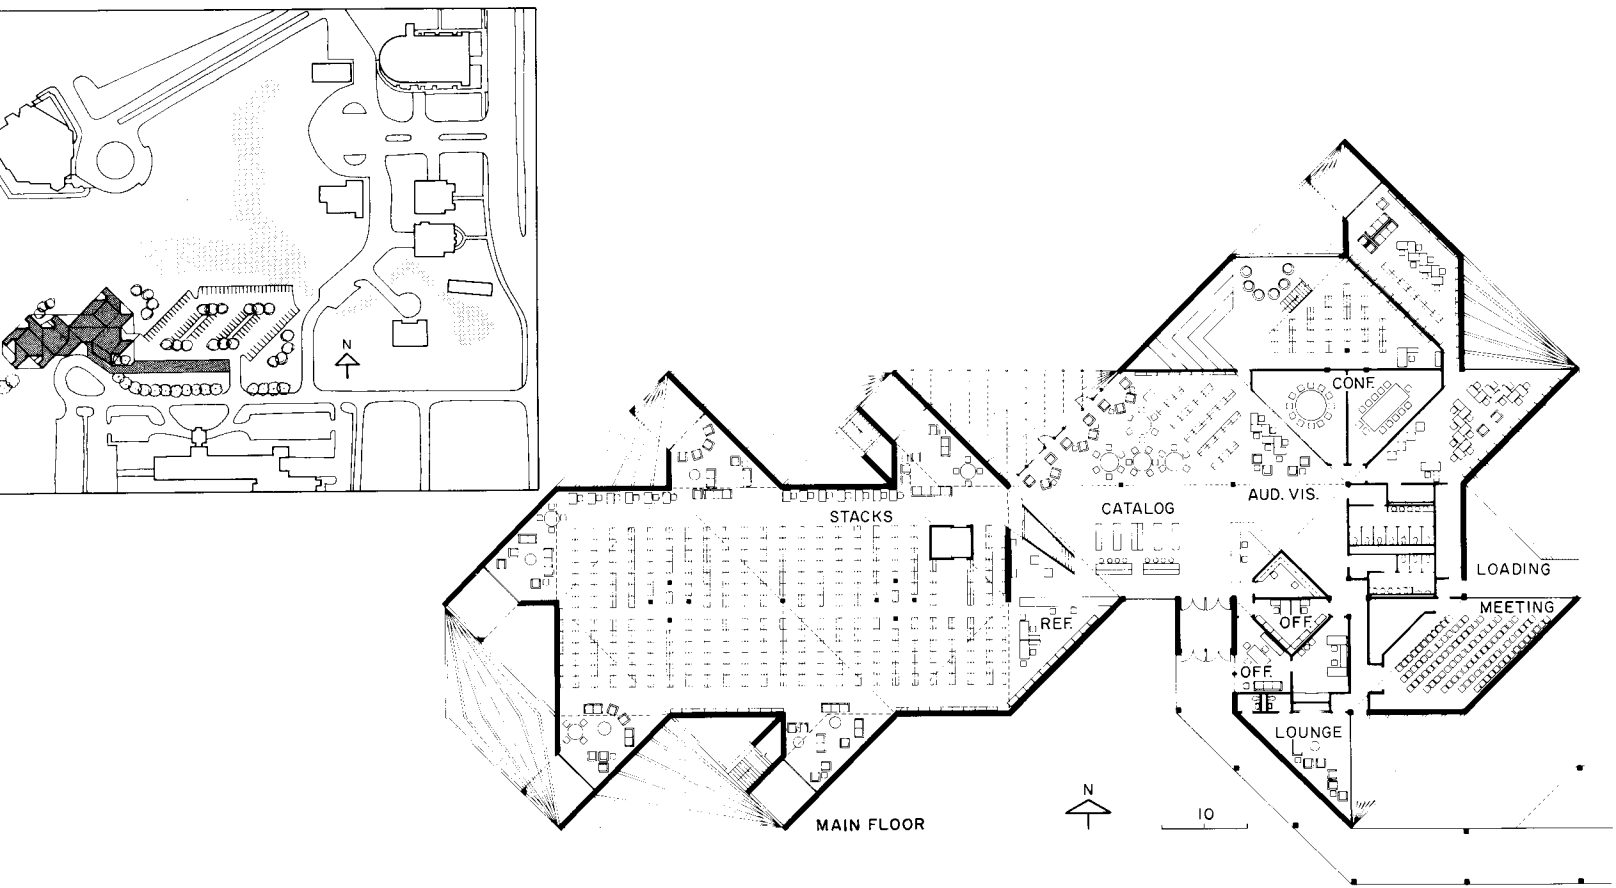 N
CONF.
STACKS
CATALOG
AUD. VIS.
LOADING
MEETING
REF.
OFF.
OFF.
LOUNGE
MAIN FLOOR
N
10